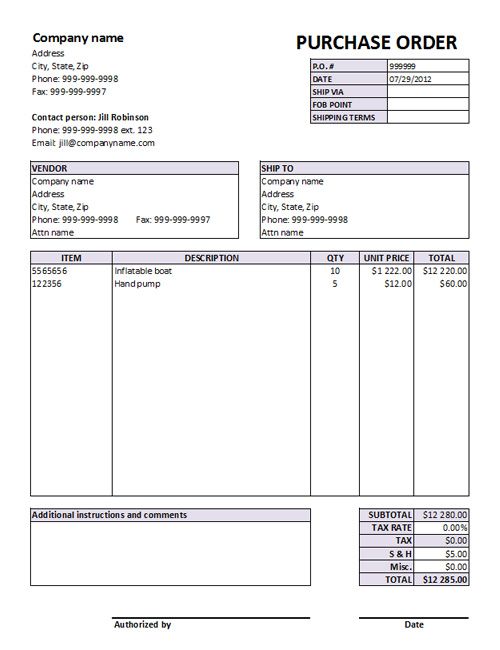 Company name
Address
City, State, Zip
Phone: 999-999-9998
Fax: 999-999-9997
Contact person: Jill Robinson
Phone: 999-999-9998 ext. 123
Email: jill@companyname.com
PURCHASE ORDER
P.O. # 999999
DATE 07/29/2012
SHIP VIA
FOB POINT
SHIPPING TERMS
VENDOR
Company name
Address
City, State, Zip
Phone: 999-999-9998 Fax: 999-999-9997
Attn name
SHIP TO
Company name
Address
City, State, Zip
Phone: 999-999-9998
Attn name
ITEM DESCRIPTION QTY UNIT PRICE TOTAL
5565656 Inflatable boat 10 $1 222.00 $12 220.00
122356 Hand pump 5 $12.00 $60.00
Additional instructions and comments
SUBTOTAL $12 280.00
TAX RATE 0.00%
TAX $0.00
S & H $5.00
Misc. $0.00
TOTAL $12 285.00
Authorized by Date